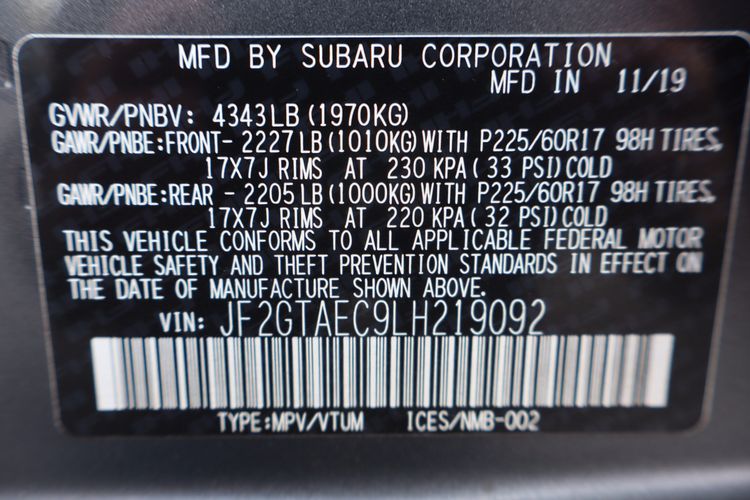 MFD BY SUBARU CORPORATION
MFD IN 11/19
GVWR/PNBV: 4343LB(1970KG)
GAWR/PNBE:FRONT-2227LB(1010KG)WITH P225/60R17 98H TIRES,
17X7J RIMS AT 230 KPA(33 PSI)COLD
GAWR/PNBE:REAR -2205LB(1000KG)WITH P225/60R17 98H TIRES,
17X7J RIMS AT 220 KPA(32 PSI)COLD
THIS VEHICLE CONFORMS TO ALL APPLICABLE FEDERAL MOTOR
VEHICLE SAFETY AND THEFT PREVENTION STANDARDS IN EFFECT ON
THE DATE OF MANUFACTURE SHOWN ABOVE.
VIN: JF2GTAEC9LH219092
TYPE:MPV/VTUM ICES/NMB-002